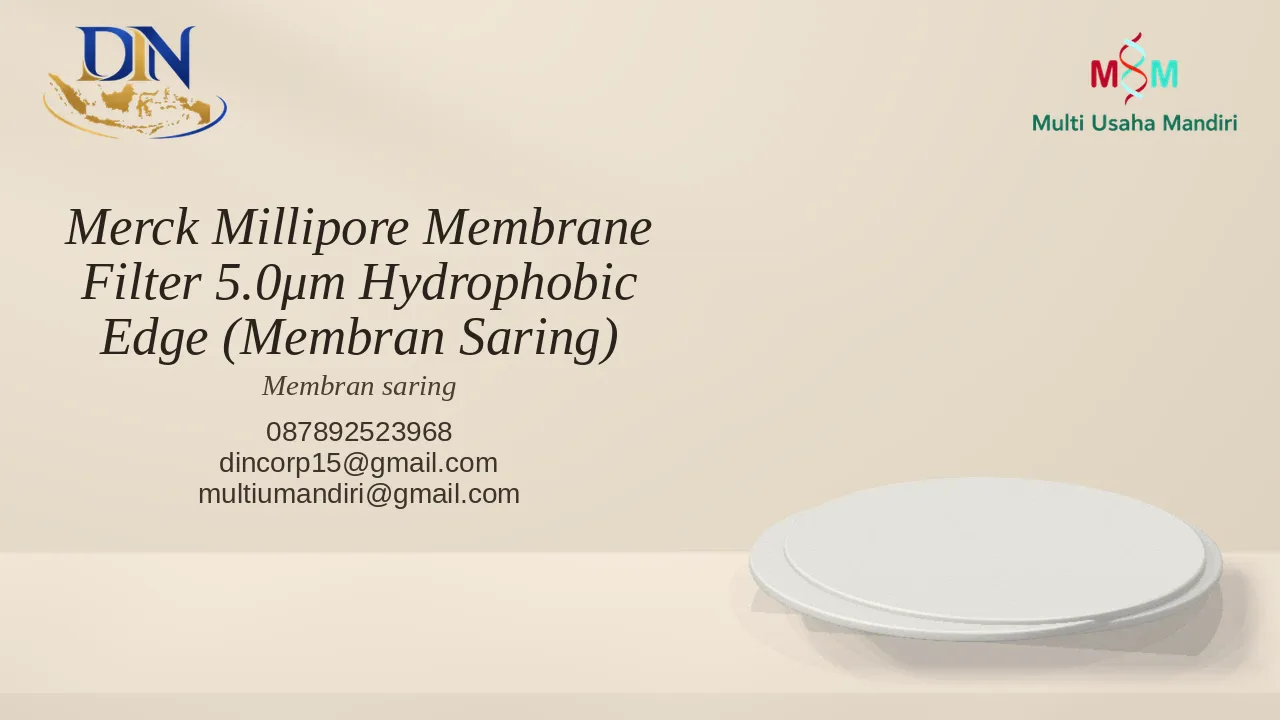 DIN
M M
Multi Usaha Mandiri
Merck Millipore Membrane
Filter 5.0µm Hydrophobic
Edge (Membran Saring)
Membran saring
087892523968
dincorp15@gmail.com
multiumandiri@gmail.com